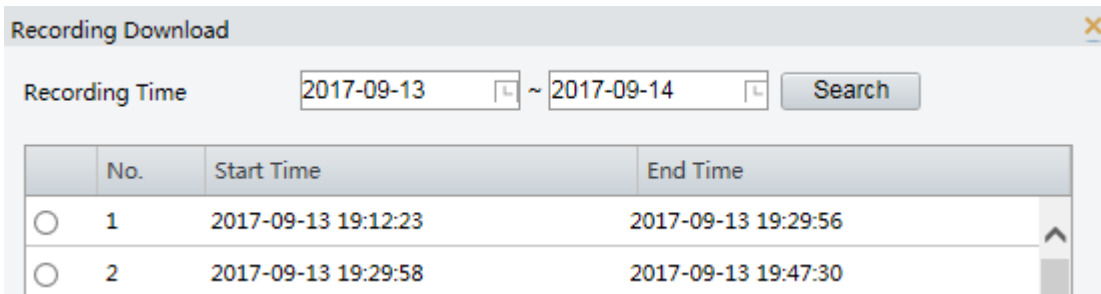 Recording Download
Recording Time 2017-09-13 ~ 2017-09-14 Search
No. Start Time End Time
1 2017-09-13 19:12:23 2017-09-13 19:29:56
2 2017-09-13 19:29:58 2017-09-13 19:47:30